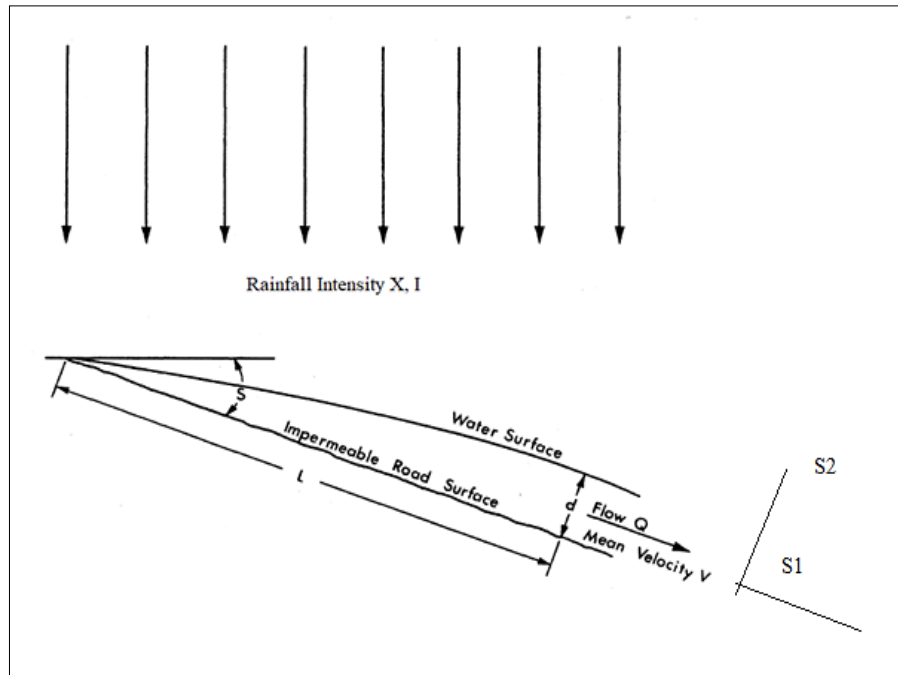 Rainfall Intensity X, I
S
Water Surface
Impermeable Road Surface
L
d
Flow Q
Mean Velocity V
S2
S1